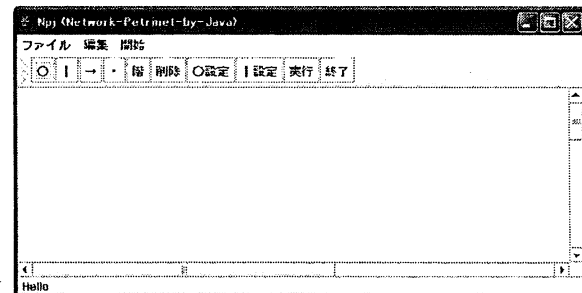 Npj (Network-Petrinet-by-Java)
ファイル 編集 開始
○ | → ・ 階 削除 ○設定 | 設定 実行 終了
Hello